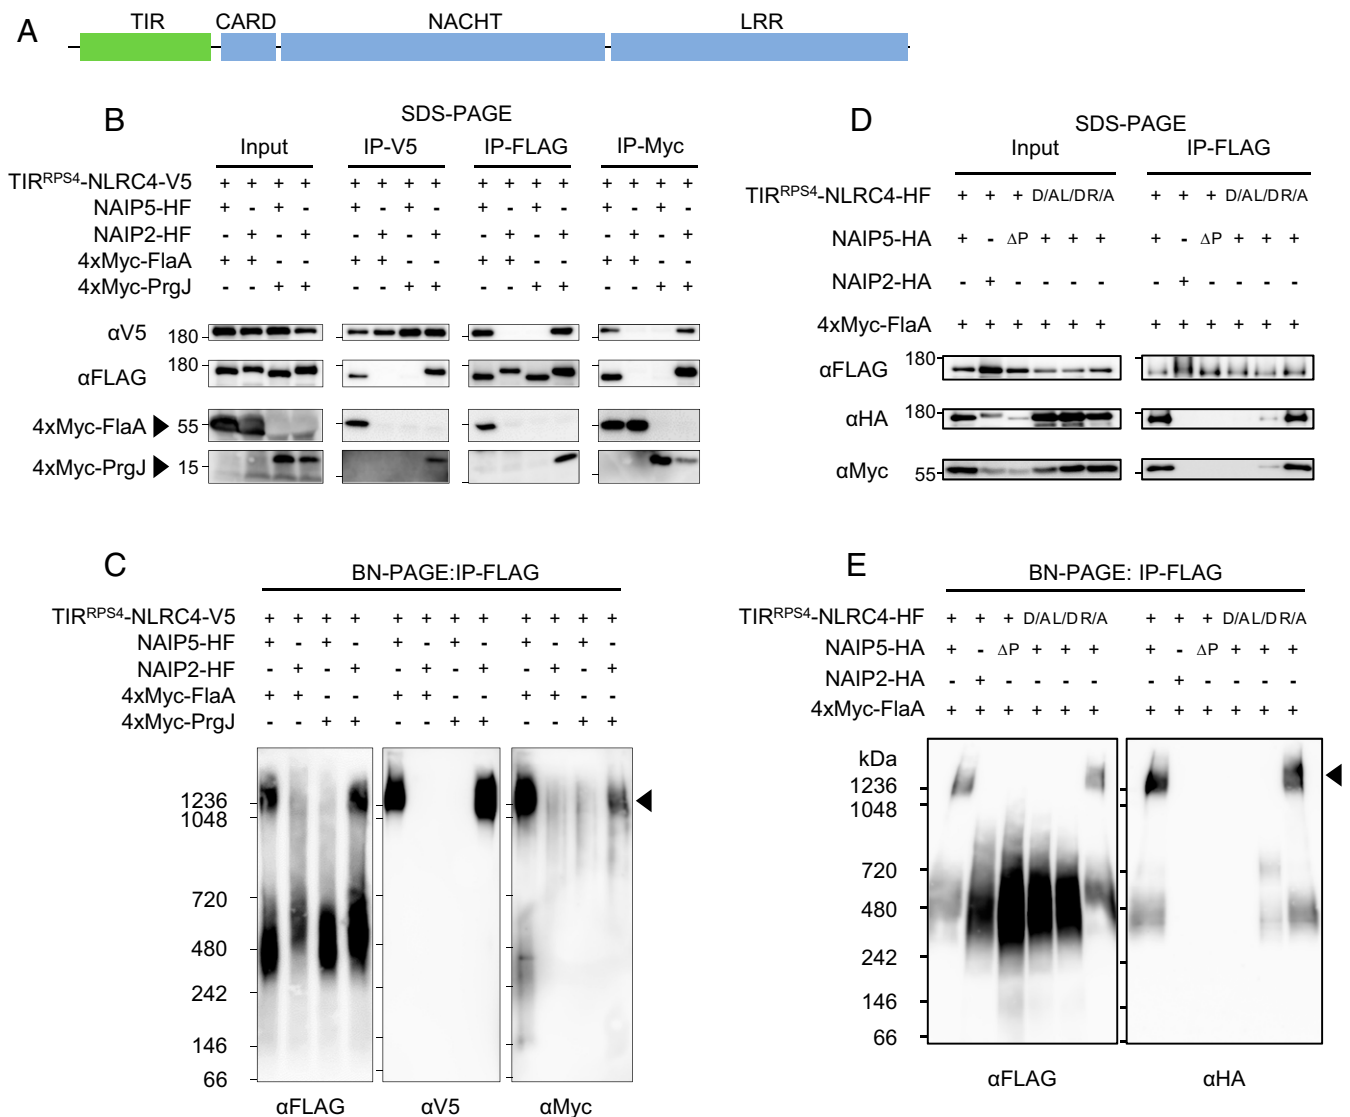 A
TIR CARD NACHT LRR
B
SDS-PAGE
Input IP-V5 IP-FLAG IP-Myc
TIRRPS4-NLRC4-V5 + + + + + + + + + + + + + + + +
NAIP5-HF + - + - + - + - + - + - + - + -
NAIP2-HF - + - + - + - + - + - + - + - +
4xMyc-FlaA + + - - + + - - + + - - + + - -
4xMyc-PrgJ - - + + - - + + - - + + - - + +
αV5 180
αFLAG 180
4xMyc-FlaA 55
4xMyc-PrgJ 15
C
BN-PAGE:IP-FLAG
TIRRPS4-NLRC4-V5 + + + + + + + + + + + +
NAIP5-HF + - + - + - + - + - + -
NAIP2-HF - + - + - + - + - + - +
4xMyc-FlaA + + - - + + - - + + - -
4xMyc-PrgJ - - + + - - + + - - + +
1236
1048
720
480
242
146
66
αFLAG αV5 αMyc
D
SDS-PAGE
Input IP-FLAG
TIRRPS4-NLRC4-HF + + + D/A L/D R/A + + + D/A L/D R/A
NAIP5-HA + - ΔP + + + + - ΔP + + +
NAIP2-HA - + - - - - - + - - - -
4xMyc-FlaA + + + + + + + + + + + +
αFLAG 180
αHA 180
αMyc 55
E
BN-PAGE: IP-FLAG
TIRRPS4-NLRC4-HF + + + D/A L/D R/A + + + D/A L/D R/A
NAIP5-HA + - ΔP + + + + - ΔP + + +
NAIP2-HA - + - - - - - + - - - -
4xMyc-FlaA + + + + + + + + + + + +
kDa
1236
1048
720
480
242
146
66
αFLAG αHA